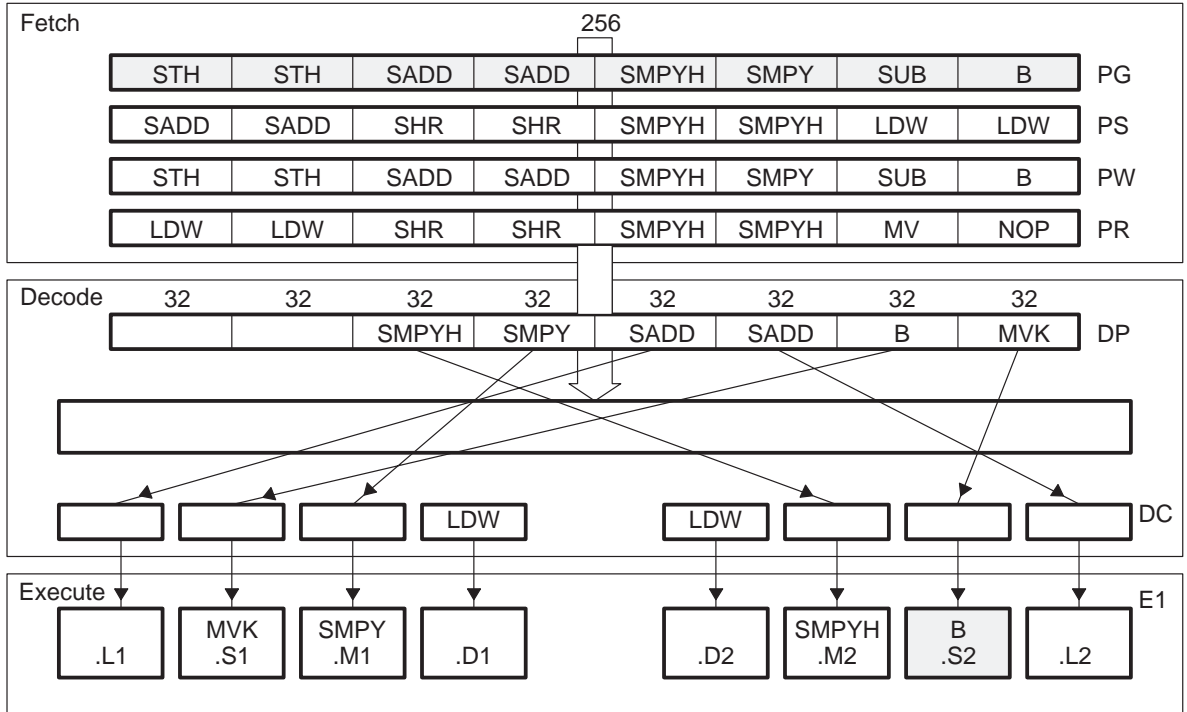 Fetch 256
STH STH SADD SADD SMPYH SMPY SUB B PG
SADD SADD SHR SHR SMPYH SMPYH LDW LDW PS
STH STH SADD SADD SMPYH SMPY SUB B PW
LDW LDW SHR SHR SMPYH SMPYH MV NOP PR
Decode 32 32 32 32 32 32 32 32
SMPYH SMPY SADD SADD B MVK DP
LDW LDW DC
Execute E1
MVK SMPY SMPYH B
.L1 .S1 .M1 .D1 .D2 .M2 .S2 .L2